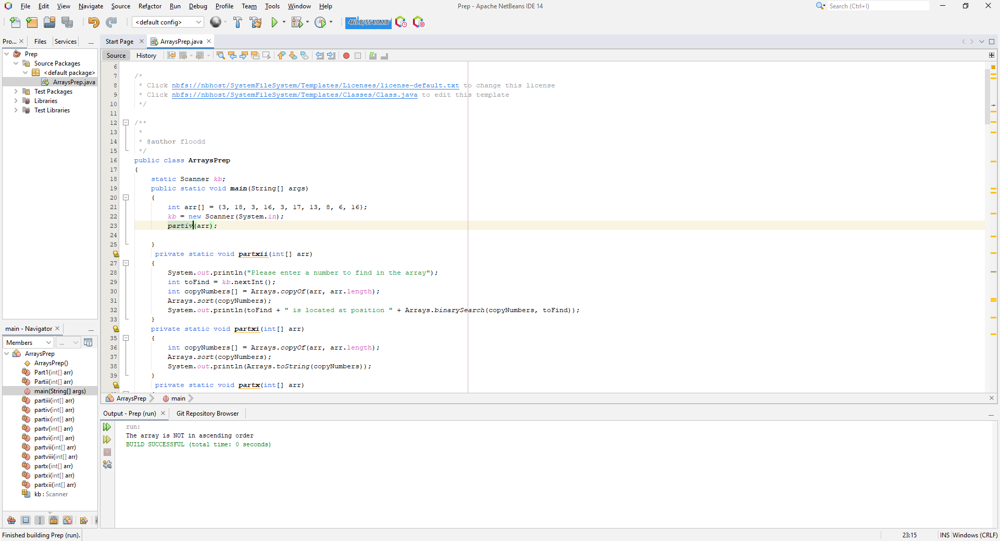 File Edit View Navigate Source Refactor Run Debug Profile Team Tools Window Help
Prep - Apache NetBeans IDE 14
Search (Ctrl+I)
<default config>
467.8/554.0MB
Pro... Files Services
Start Page ArraysPrep.java
Source History
Prep
Source Packages
<default package>
ArraysPrep.java
Test Packages
Libraries
Test Libraries
6
7 /*
8 * Click nbfs://nbhost/SystemFileSystem/Templates/Licenses/license-default.txt to change this license
9 * Click nbfs://nbhost/SystemFileSystem/Templates/Classes/Class.java to edit this template
10 */
11
12 /**
13 *
14 * @author floodd
15 */
16 public class ArraysPrep
17 {
18 static Scanner kb;
19 public static void main(String[] args)
20 {
21 int arr[] = {3, 18, 3, 16, 3, 17, 13, 8, 6, 16};
22 kb = new Scanner(System.in);
23 partiv(arr);
24
25 }
private static void partxii(int[] arr)
27 {
28 System.out.println("Please enter a number to find in the array");
29 int toFind = kb.nextInt();
30 int copyNumbers[] = Arrays.copyOf(arr, arr.length);
31 Arrays.sort(copyNumbers);
32 System.out.println(toFind + " is located at position " + Arrays.binarySearch(copyNumbers, toFind));
33 }
private static void partxi(int[] arr)
35 {
36 int copyNumbers[] = Arrays.copyOf(arr, arr.length);
37 Arrays.sort(copyNumbers);
38 System.out.println(Arrays.toString(copyNumbers));
39 }
private static void partx(int[] arr)
ArraysPrep main
main - Navigator
Members ...
ArraysPrep
ArraysPrep()
Part1(int[] arr)
Partii(int[] arr)
main(String[] args)
partiii(int[] arr)
partiv(int[] arr)
partix(int[] arr)
partv(int[] arr)
partvi(int[] arr)
partvii(int[] arr)
partviii(int[] arr)
partx(int[] arr)
partxi(int[] arr)
partxii(int[] arr)
kb : Scanner
Output - Prep (run) Git Repository Browser
run:
The array is NOT in ascending order
BUILD SUCCESSFUL (total time: 0 seconds)
Finished building Prep (run).
23:15 INS Windows (CRLF)